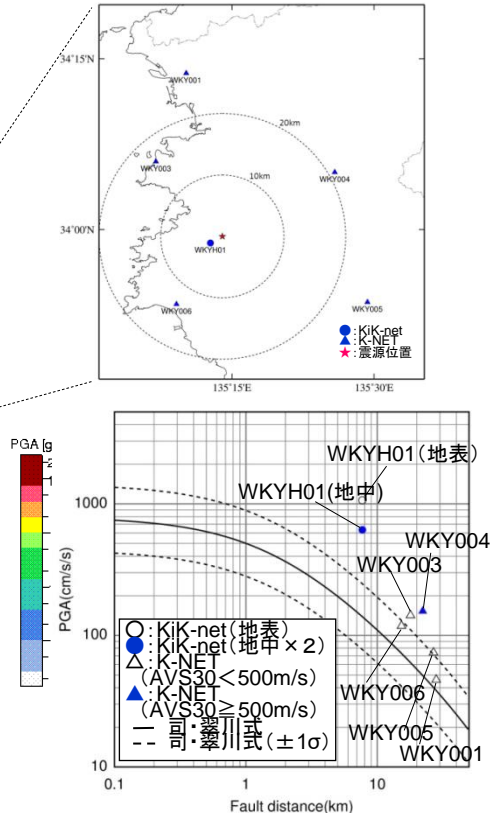 34°15'N
WKY001
20km
WKY003
WKY004
10km
34°00'N
WKYH01
WKY006
WKY005
●:KiK-net
▲:K-NET
★:震源位置
135°15'E
135°30'E
PGA [g
2
1
WKYH01(地表)
WKYH01(地中)
WKY004
WKY003
1000
100
10
PGA(cm/s/s)
○:KiK-net(地表)
●:KiK-net(地中×2)
△:K-NET
(AVS30<500m/s)
▲:K-NET
(AVS30≧500m/s)
― 司・翠川式
--- 司・翠川式(±1σ)
WKY006
WKY005
WKY001
0.1
1
10
Fault distance(km)